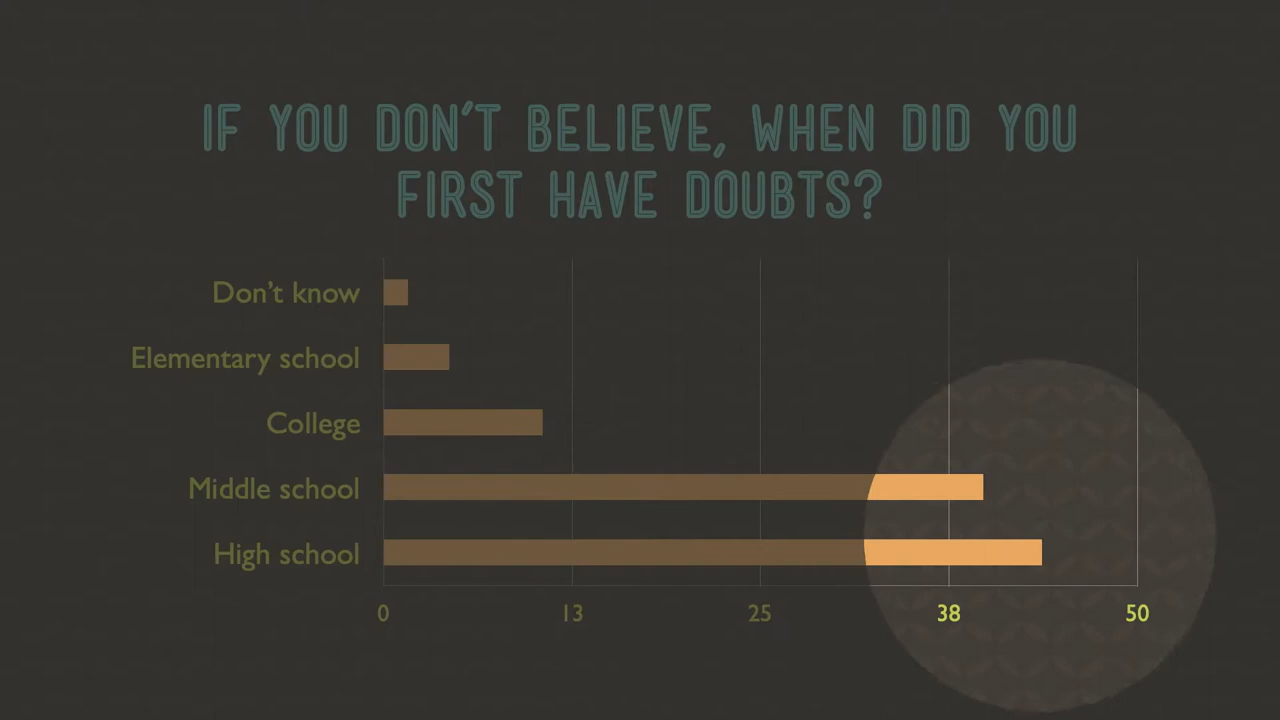 IF YOU DON'T BELIEVE, WHEN DID YOU
FIRST HAVE DOUBTS?
Don't know
Elementary school
College
Middle school
High school
0 13 25 38 50